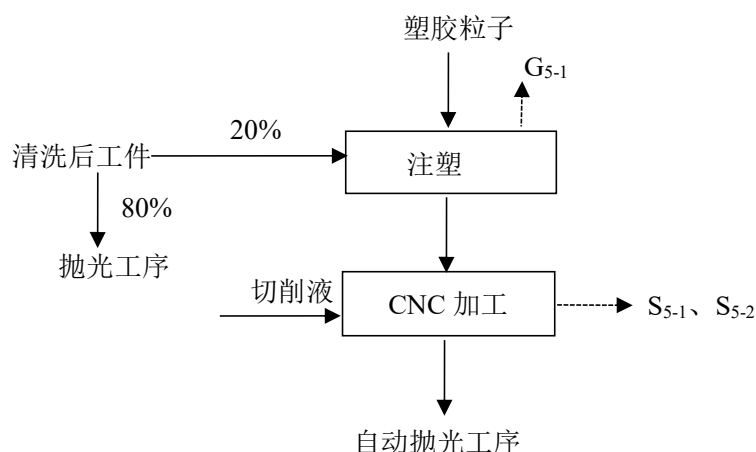 塑胶粒子
G5-1
20%
清洗后工件
注塑
80%
抛光工序
切削液
CNC 加工
S5-1、S5-2
自动抛光工序